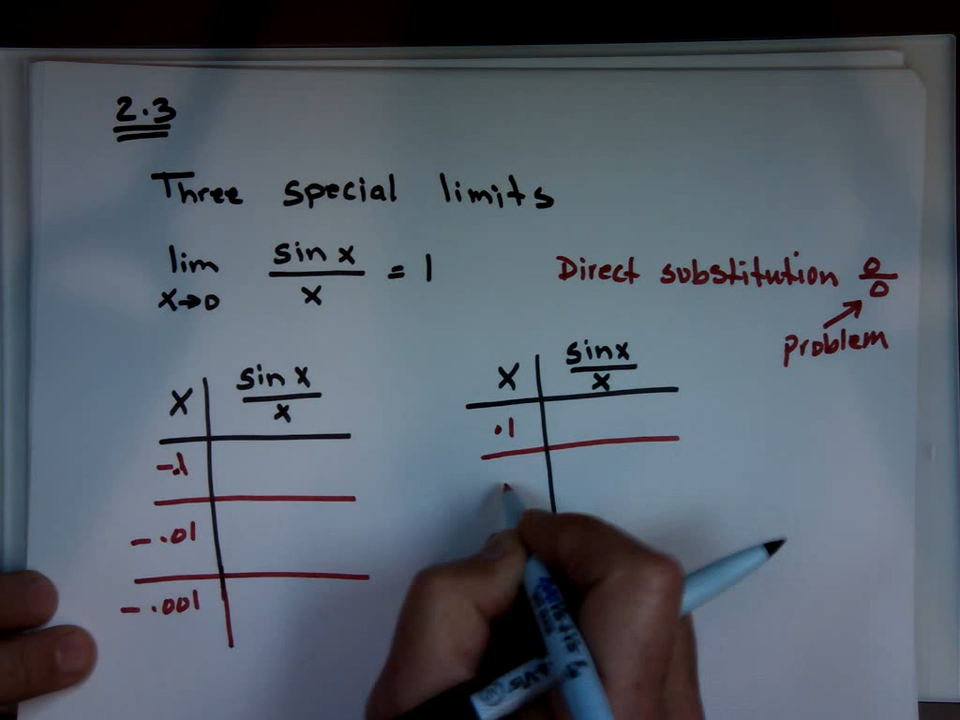 2.3
Three special limits
lim x→0 sin x / x = 1
Direct substitution 0/0
problem
x | sin x / x
-.1
-.01
-.001
x | sin x / x
.1